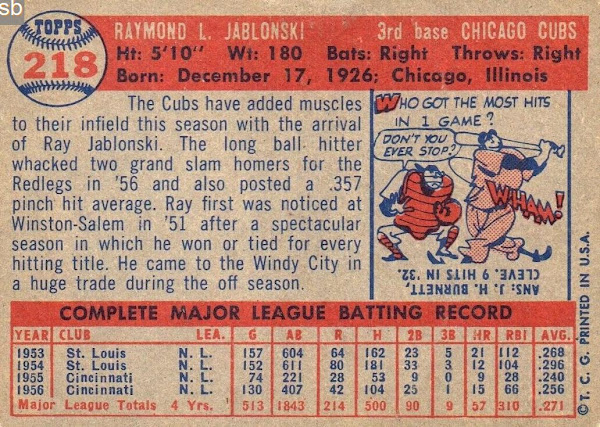 sb
TOPPS
218
RAYMOND L. JABLONSKI 3rd base CHICAGO CUBS
Ht: 5'10" Wt: 180 Bats: Right Throws: Right
Born: December 17, 1926; Chicago, Illinois
The Cubs have added muscles
to their infield this season with the arrival
of Ray Jablonski. The long ball hitter
whacked two grand slam homers for the
Redlegs in '56 and also posted a .357
pinch hit average. Ray first was noticed at
Winston-Salem in '51 after a spectacular
season in which he won or tied for every
hitting title. He came to the Windy City in
a huge trade during the off season.
WHO GOT THE MOST HITS
IN 1 GAME?
DON'T YOU
EVER STOP?
WHAM!
ANS: J. H. BURNETT,
CLEVE. 9 HITS IN '32.
COMPLETE MAJOR LEAGUE BATTING RECORD
YEAR CLUB LEA. G AB R HIT 2B 3B HR RBI AVG.
1953 St. Louis N. L. 157 604 64 162 23 5 21 112 .268
1954 St. Louis N. L. 152 611 80 181 33 3 12 104 .296
1955 Cincinnati N. L. 74 221 28 53 9 0 9 28 .240
1956 Cincinnati N. L. 130 407 42 104 25 1 15 66 .256
Major League Totals 4 Yrs. 513 1843 214 500 90 9 57 310 .271
©T. C. G. PRINTED IN U.S.A.